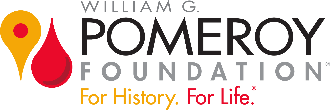 WILLIAM G.
POMEROY
FOUNDATION
For History. For Life.